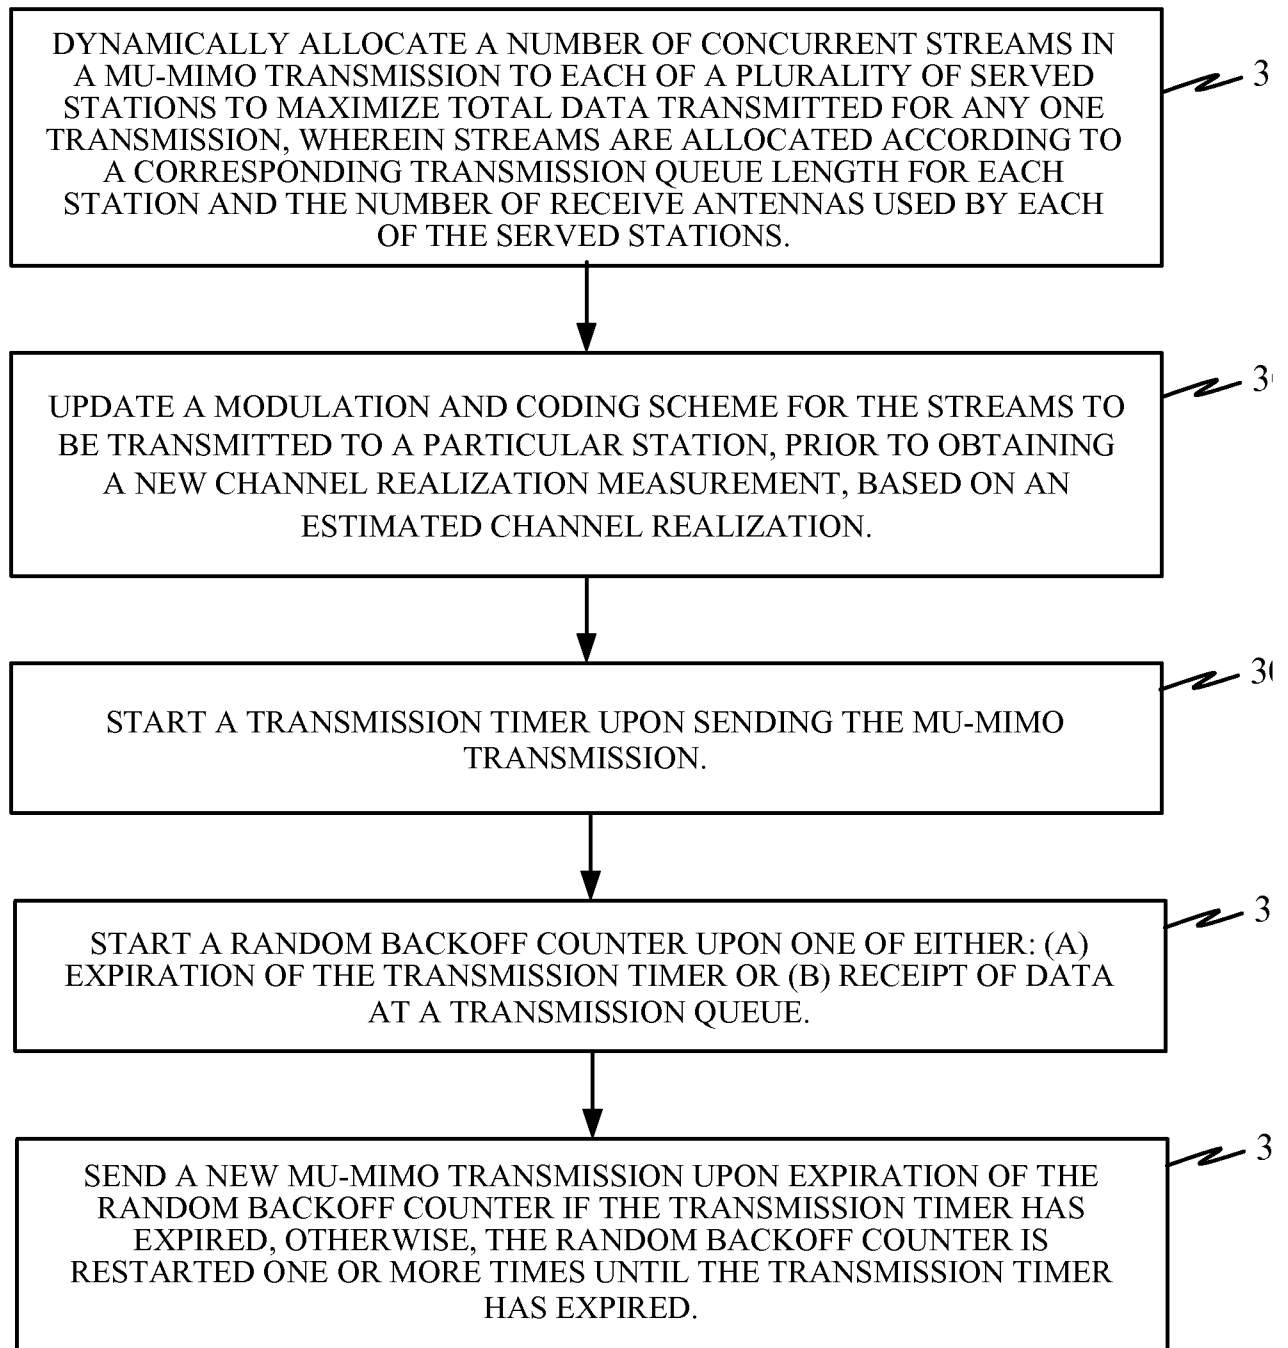 DYNAMICALLY ALLOCATE A NUMBER OF CONCURRENT STREAMS IN
A MU-MIMO TRANSMISSION TO EACH OF A PLURALITY OF SERVED
STATIONS TO MAXIMIZE TOTAL DATA TRANSMITTED FOR ANY ONE
TRANSMISSION, WHEREIN STREAMS ARE ALLOCATED ACCORDING TO
A CORRESPONDING TRANSMISSION QUEUE LENGTH FOR EACH
STATION AND THE NUMBER OF RECEIVE ANTENNAS USED BY EACH
OF THE SERVED STATIONS.
UPDATE A MODULATION AND CODING SCHEME FOR THE STREAMS TO
BE TRANSMITTED TO A PARTICULAR STATION, PRIOR TO OBTAINING
A NEW CHANNEL REALIZATION MEASUREMENT, BASED ON AN
ESTIMATED CHANNEL REALIZATION.
START A TRANSMISSION TIMER UPON SENDING THE MU-MIMO
TRANSMISSION.
START A RANDOM BACKOFF COUNTER UPON ONE OF EITHER: (A)
EXPIRATION OF THE TRANSMISSION TIMER OR (B) RECEIPT OF DATA
AT A TRANSMISSION QUEUE.
SEND A NEW MU-MIMO TRANSMISSION UPON EXPIRATION OF THE
RANDOM BACKOFF COUNTER IF THE TRANSMISSION TIMER HAS
EXPIRED, OTHERWISE, THE RANDOM BACKOFF COUNTER IS
RESTARTED ONE OR MORE TIMES UNTIL THE TRANSMISSION TIMER
HAS EXPIRED.